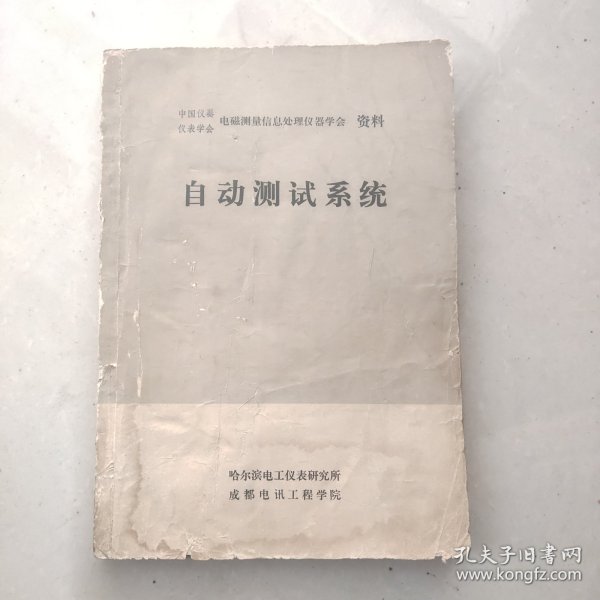 中国仪器
仪表学会 电磁测量信息处理仪器学会 资料
自动测试系统
哈尔滨电工仪表研究所
成都电讯工程学院
孔夫子旧书网
www.kongfz.com